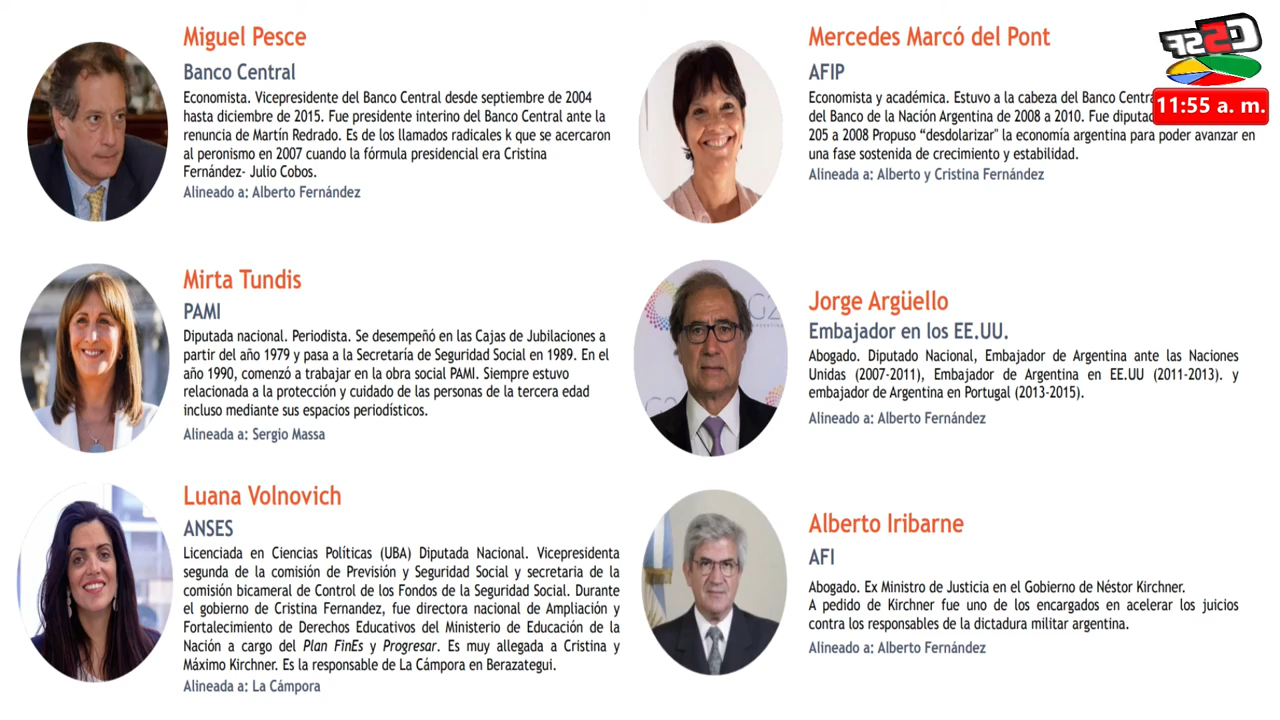 Miguel Pesce
Banco Central
Economista. Vicepresidente del Banco Central desde septiembre de 2004
hasta diciembre de 2015. Fue presidente interino del Banco Central ante la
renuncia de Martín Redrado. Es de los llamados radicales k que se acercaron
al peronismo en 2007 cuando la fórmula presidencial era Cristina
Fernández- Julio Cobos.
Alineado a: Alberto Fernández
Mercedes Marcó del Pont
AFIP
Economista y académica. Estuvo a la cabeza del Banco
del Banco de la Nación Argentina de 2008 a 2010. Fue
205 a 2008 Propuso “desdolarizar" la economía argentina para poder avanzar en
una fase sostenida de crecimiento y estabilidad.
Alineada a: Alberto y Cristina Fernández
11:55 a. m.
Mirta Tundis
PAMI
Diputada nacional. Periodista. Se desempeñó en las Cajas de Jubilaciones a
partir del año 1979 y pasa a la Secretaría de Seguridad Social en 1989. En el
año 1990, comenzó a trabajar en la obra social PAMI. Siempre estuvo
relacionada a la protección y cuidado de las personas de la tercera edad
incluso mediante sus espacios periodísticos.
Alineada a: Sergio Massa
Jorge Argüello
Embajador en los EE.UU.
Abogado. Diputado Nacional, Embajador de Argentina ante las Naciones
Unidas (2007-2011), Embajador de Argentina en EE.UU (2011-2013). y
embajador de Argentina en Portugal (2013-2015).
Alineado a: Alberto Fernández
Luana Volnovich
ANSES
Licenciada en Ciencias Políticas (UBA) Diputada Nacional. Vicepresidenta
segunda de la comisión de Previsión y Seguridad Social y secretaria de la
comisión bicameral de Control de los Fondos de la Seguridad Social. Durante
el gobierno de Cristina Fernandez, fue directora nacional de Ampliación y
Fortalecimiento de Derechos Educativos del Ministerio de Educación de la
Nación a cargo del Plan FinEs y Progresar. Es muy allegada a Cristina y
Máximo Kirchner. Es la responsable de La Cámpora en Berazategui.
Alineada a: La Cámpora
Alberto Iribarne
AFI
Abogado. Ex Ministro de Justicia en el Gobierno de Néstor Kirchner.
A pedido de Kirchner fue uno de los encargados en acelerar los juicios
contra los responsables de la dictadura militar argentina.
Alineado a: Alberto Fernández